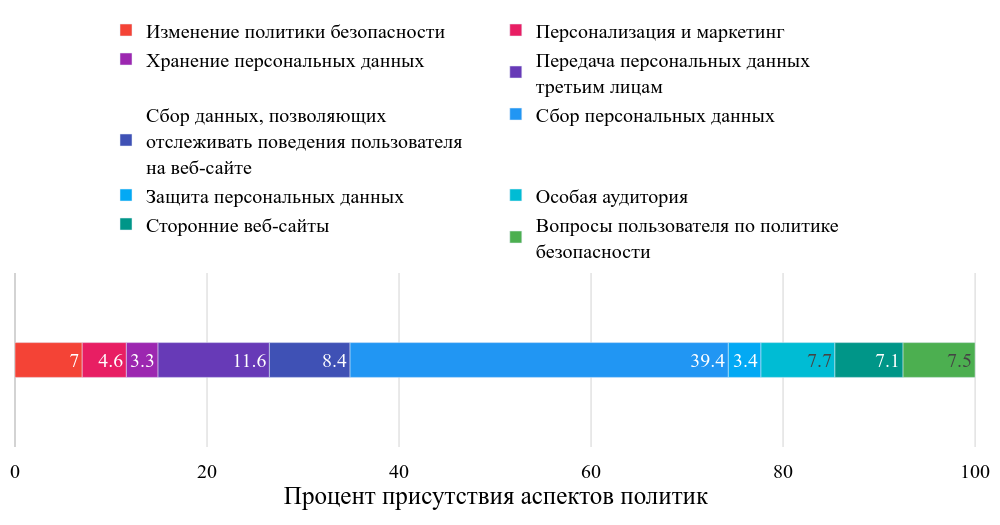 Изменение политики безопасности
Персонализация и маркетинг
Хранение персональных данных
Передача персональных данных
третьим лицам
Сбор данных, позволяющих
отслеживать поведения пользователя
на веб-сайте
Сбор персональных данных
Защита персональных данных
Особая аудитория
Сторонние веб-сайты
Вопросы пользователя по политике
безопасности
7 4.6 3.3 11.6 8.4 39.4 3.4 7.7 7.1 7.5
0 20 40 60 80 100
Процент присутствия аспектов политик